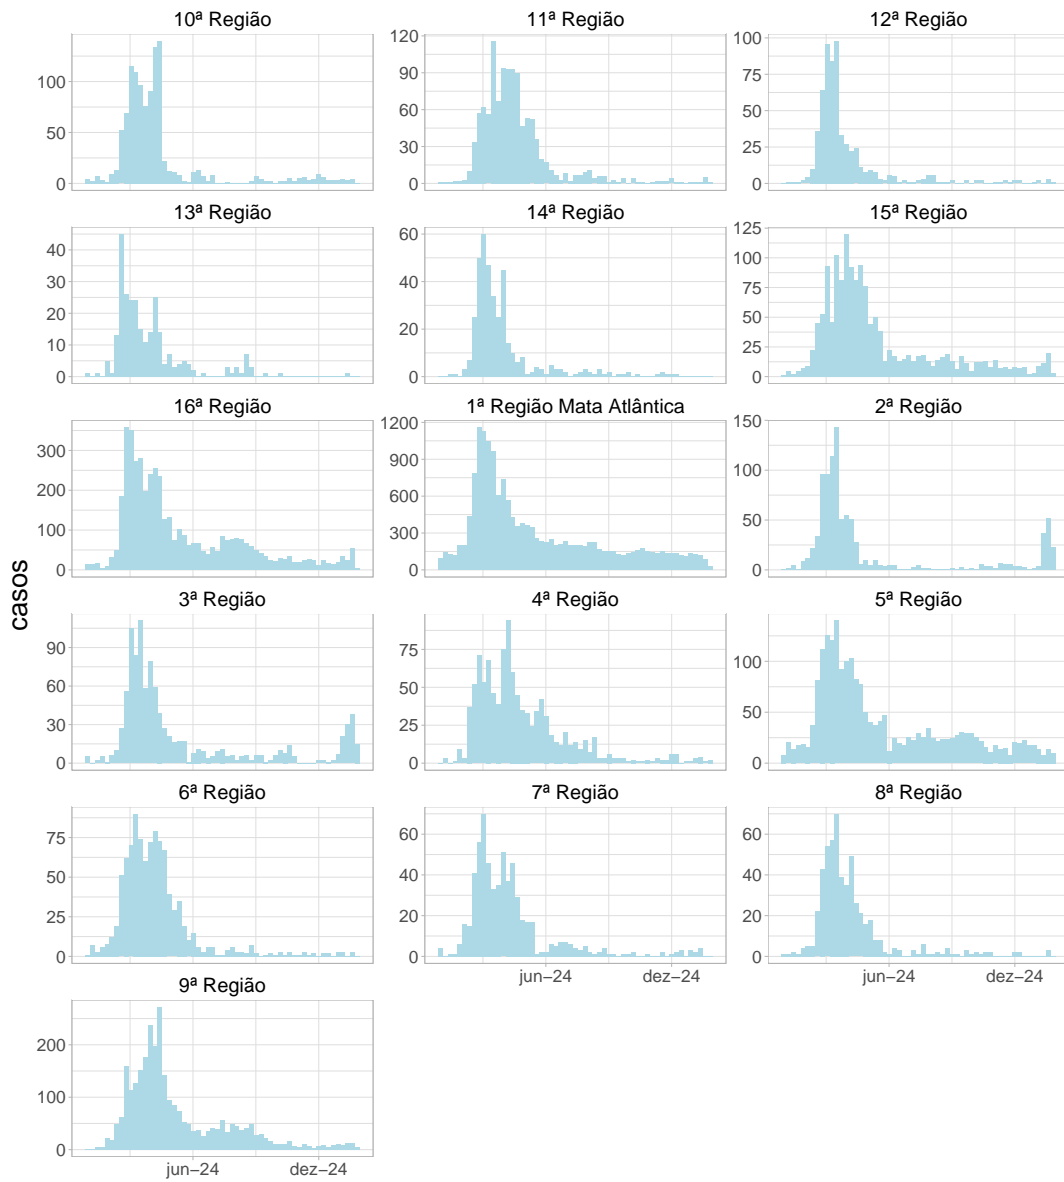 10ª Região
11ª Região
12ª Região
100
50
0
120
90
60
30
0
100
75
50
25
0
13ª Região
14ª Região
15ª Região
40
30
20
10
0
60
40
20
0
125
100
75
50
25
0
16ª Região
1ª Região Mata Atlântica
2ª Região
300
200
100
0
1200
900
600
300
0
150
100
50
0
casos
3ª Região
4ª Região
5ª Região
90
60
30
0
75
50
25
0
100
50
0
6ª Região
7ª Região
8ª Região
75
50
25
0
60
40
20
0
60
40
20
0
jun−24
dez−24
jun−24
dez−24
9ª Região
200
100
0
jun−24
dez−24